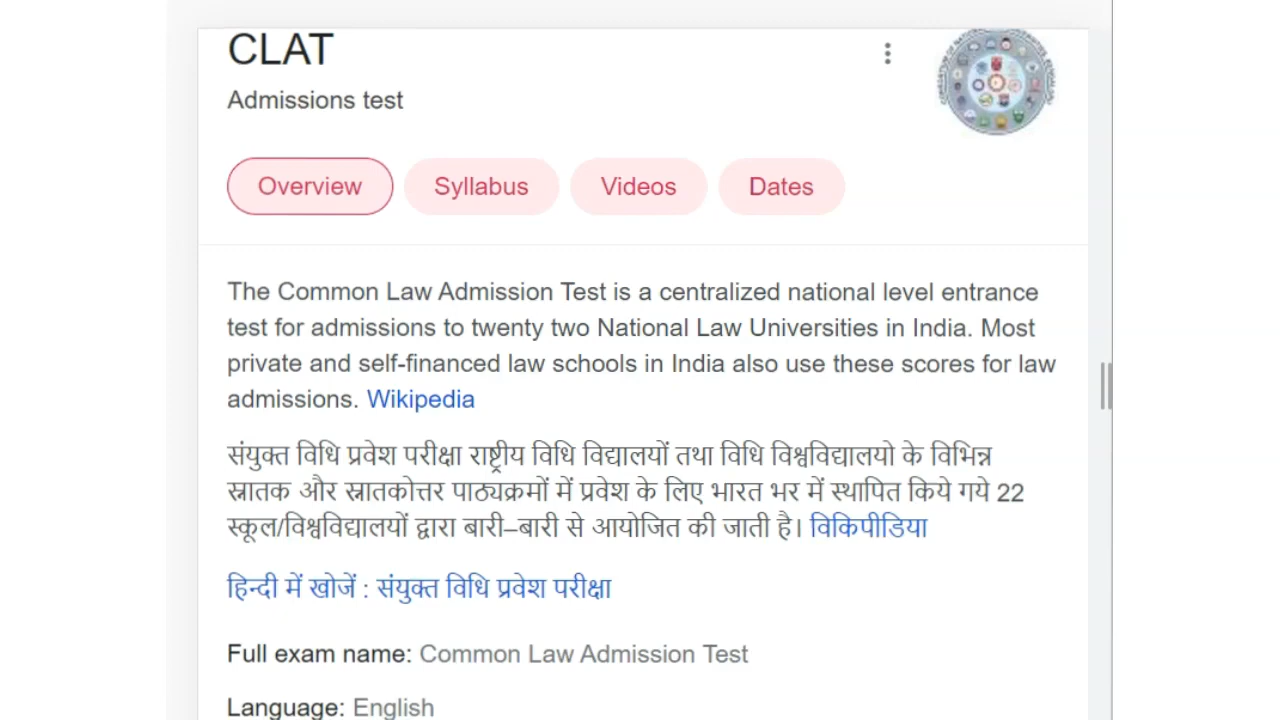 CLAT
Admissions test
Overview Syllabus Videos Dates
The Common Law Admission Test is a centralized national level entrance
test for admissions to twenty two National Law Universities in India. Most
private and self-financed law schools in India also use these scores for law
admissions. Wikipedia
संयुक्त विधि प्रवेश परीक्षा राष्ट्रीय विधि विद्यालयों तथा विधि विश्वविद्यालयो के विभिन्न
स्नातक और स्नातकोत्तर पाठ्यक्रमों में प्रवेश के लिए भारत भर में स्थापित किये गये 22
स्कूल/विश्वविद्यालयों द्वारा बारी–बारी से आयोजित की जाती है। विकिपीडिया
हिन्दी में खोजें : संयुक्त विधि प्रवेश परीक्षा
Full exam name: Common Law Admission Test
Language: English